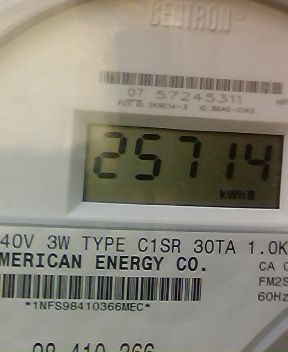 CENTRON®
07 57245311
25714
kWh
40V 3W TYPE C1SR 30TA 1.0K
MERICAN ENERGY CO.
CA 0
FM2S
60Hz
*1NFS98410366MEC*